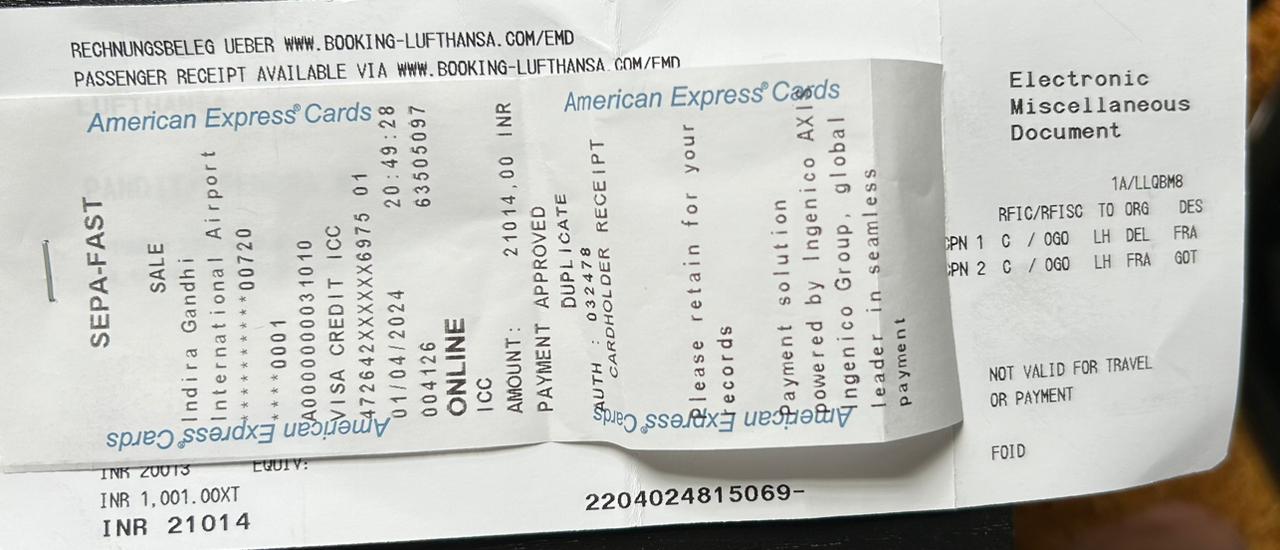 SEPA-FAST
SALE
Indira Gandhi
International Airport
**********00720
****0001
A0000000031010
VISA CREDIT ICC
472642XXXXXX6975 01
01/04/2024 20:49:28
004126 63505097
ONLINE
ICC
AMOUNT: 21014,00 INR
PAYMENT APPROVED
DUPLICATE
AUTH : 032478
CARDHOLDER RECEIPT
Please retain for your
records
Payment solution
powered by Ingenico AXIS
Ingenico Group, global
leader in seamless
payment
American Express® Cards
American Express® Cards
American Express® Cards
American Express® Cards
RECHNUNGSBELEG UEBER WWW.BOOKING-LUFTHANSA.COM/EMD
PASSENGER RECEIPT AVAILABLE VIA WWW.BOOKING-LUFTHANSA.COM/EMD
Electronic
Miscellaneous
Document
1A/LLQBM8
RFIC/RFISC TO ORG DES
CPN 1 C / 0GO LH DEL FRA
CPN 2 C / 0GO LH FRA GOT
NOT VALID FOR TRAVEL
OR PAYMENT
FOID
INR 20013 EQUIV:
INR 1,001.00XT
INR 21014
2204024815069-